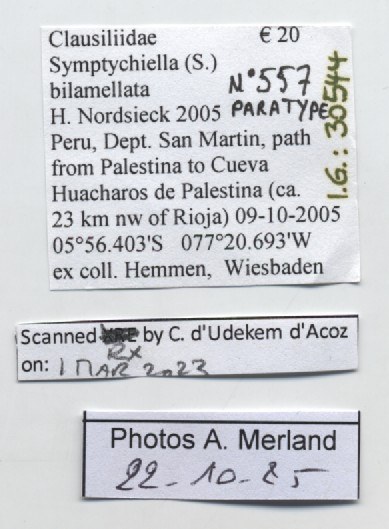 Clausiliidae € 20
Symptychiella (S.)
bilamellata N°557
H. Nordsieck 2005 PARATYPE
Peru, Dept. San Martin, path
from Palestina to Cueva
Huacharos de Palestina (ca.
23 km nw of Rioja) 09-10-2005
05°56.403'S 077°20.693'W
ex coll. Hemmen, Wiesbaden
I.G.: 30544
Scanned by C. d'Udekem d'Acoz
RX
on: 1 MAR 2023
Photos A. Merland
22-10-25